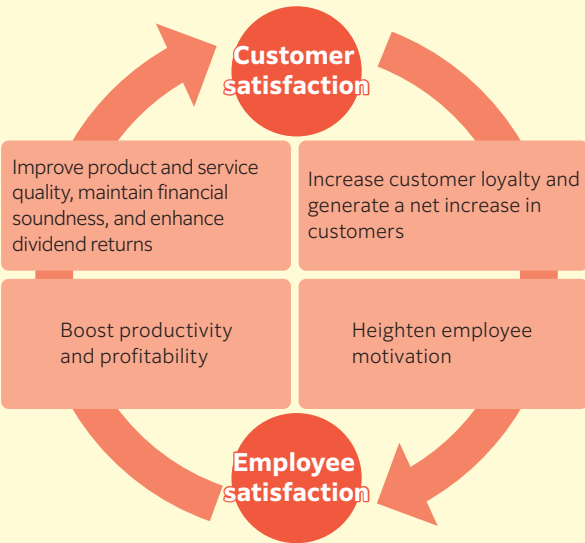 Customer
satisfaction
Improve product and service
quality, maintain financial
soundness, and enhance
dividend returns
Increase customer loyalty and
generate a net increase in
customers
Boost productivity
and profitability
Heighten employee
motivation
Employee
satisfaction